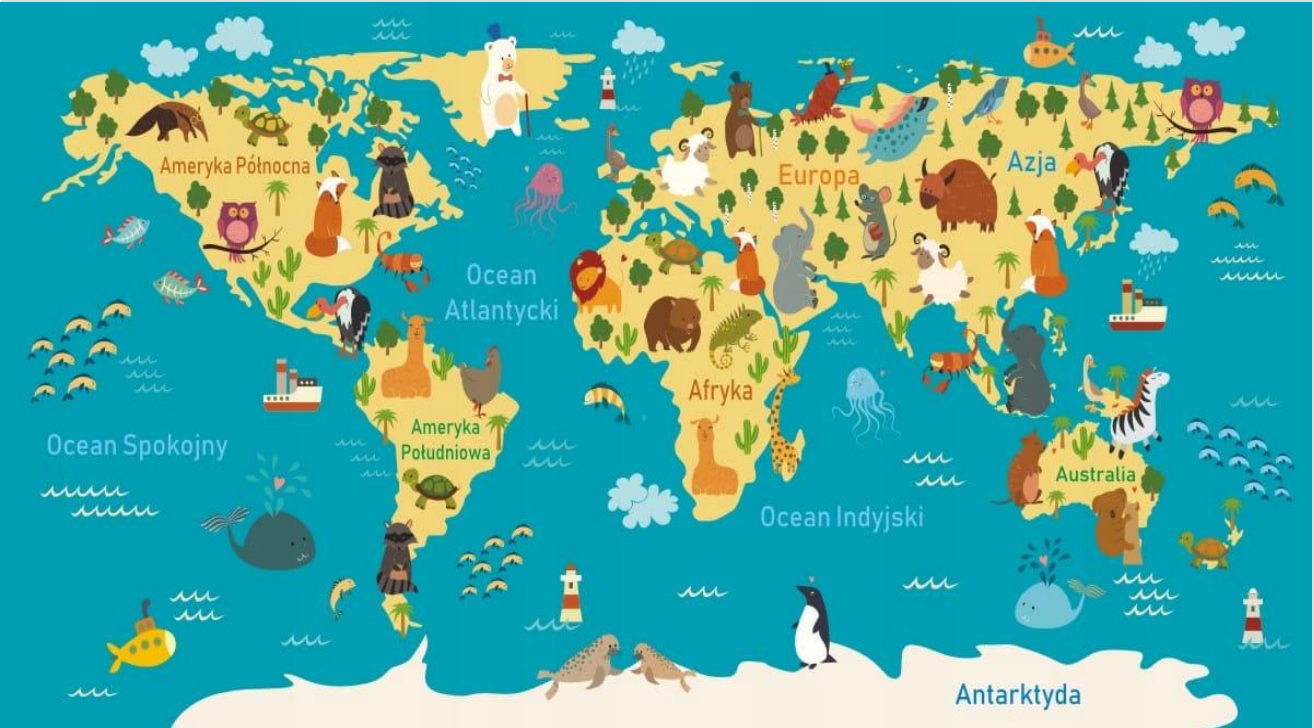 Ameryka Północna
Europa
Azja
Ocean
Atlantycki
Afryka
Ameryka
Południowa
Ocean Spokojny
Australia
Ocean Indyjski
Antarktyda